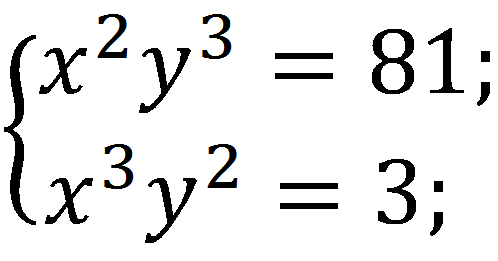 x²y³ = 81;
x³y² = 3;